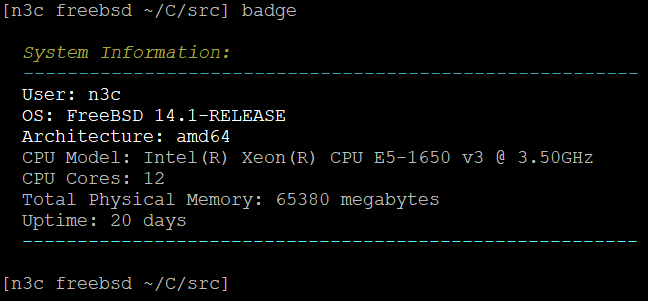 [n3c freebsd ~/C/src] badge
System Information:
--------------------------------------------------------
User: n3c
OS: FreeBSD 14.1-RELEASE
Architecture: amd64
CPU Model: Intel(R) Xeon(R) CPU E5-1650 v3 @ 3.50GHz
CPU Cores: 12
Total Physical Memory: 65380 megabytes
Uptime: 20 days
--------------------------------------------------------
[n3c freebsd ~/C/src]